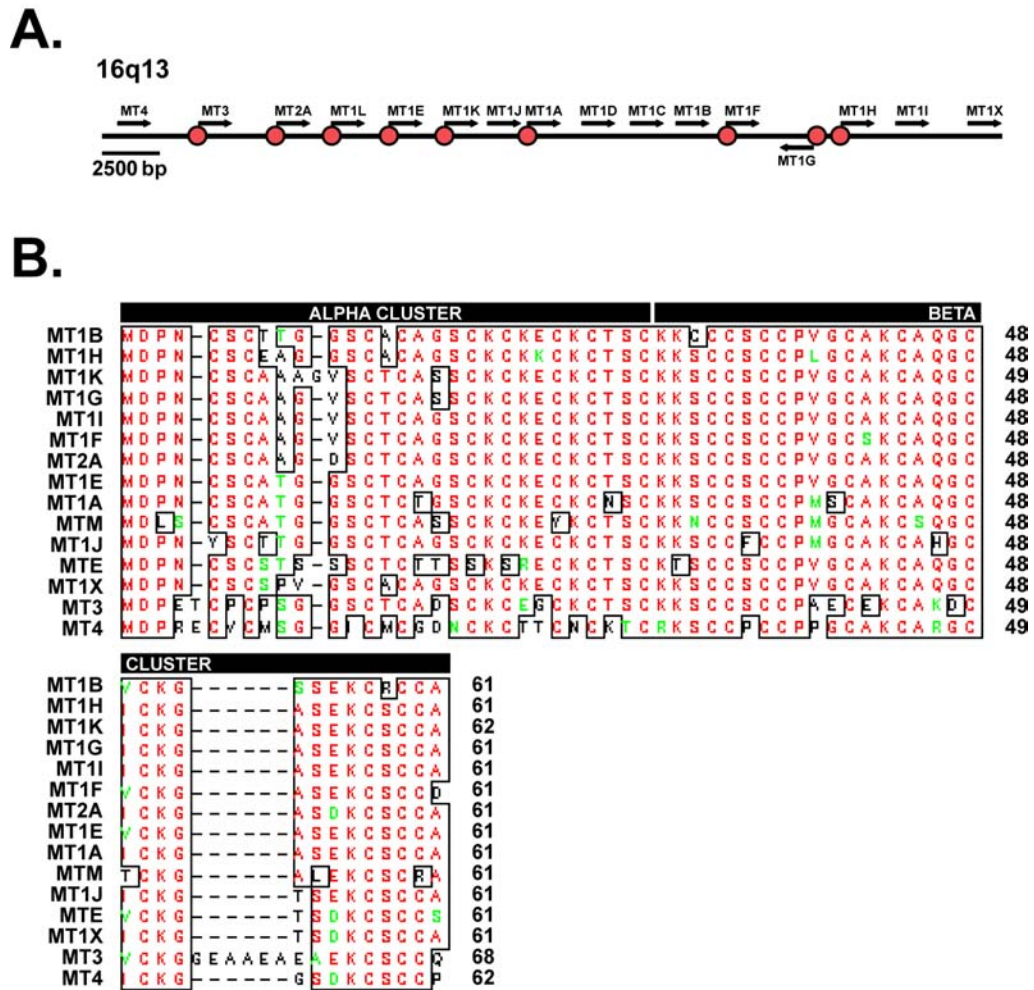 A.
16q13
MT4 MT3 MT2A MT1L MT1E MT1K MT1J MT1A MT1D MT1C MT1B MT1F MT1H MT1I MT1X
MT1G
2500 bp
B.
ALPHA CLUSTER BETA
MT1B MDPN-CSCTTG-GSCACAGSCKCKECKCTSCKKCCCSCCPVGCAKCAQGC 48
MT1H MDPN-CSCEAG-GSCACAGSCKCKKCKCTSCKKSCCSCCPLGCAKCAQGC 48
MT1K MDPN-CSCAAAGVSCTCASSCKCKECKCTSCKKSCCSCCPVGCAKCAQGC 49
MT1G MDPN-CSCAAG-VSCTCASSCKCKECKCTSCKKSCCSCCPVGCAKCAQGC 48
MT1I MDPN-CSCAAG-VSCTCAGSCKCKECKCTSCKKSCCSCCPVGCAKCAQGC 48
MT1F MDPN-CSCAAG-VSCTCAGSCKCKECKCTSCKKSCCSCCPVGCSKCAQGC 48
MT2A MDPN-CSCAAG-DSCTCAGSCKCKECKCTSCKKSCCSCCPVGCAKCAQGC 48
MT1E MDPN-CSCATG-GSCTCAGSCKCKECKCTSCKKSCCSCCPVGCAKCAQGC 48
MT1A MDPN-CSCATG-GSCTCTGSCKCKECKCNSCKKSCCSCCPMSCAKCAQGC 48
MTM MDLS-CSCATG-GSCTCASSCKCKEYKCTSCKKNCCSCCPMGCAKCSQGC 48
MT1J MDPN-YSCTTG-GSCTCAGSCKCKECKCTSCKKSCCFCCPMGCAKCAHGC 48
MTE MDPN-CSCSTS-SSCTCTTSSKSRECKCTSCKTSCCSCCPVGCAKCAQGC 48
MT1X MDPN-CSCSPV-GSCACAGSCKCKECKCTSCKKSCCSCCPVGCAKCAQGC 48
MT3 MDPETCPCPSG-GSCTCADSCKCEGCKCTSCKKSCCSCCPAECEKCAKDC 49
MT4 MDPRECVCMSG-GICMCGDNCKCTTCNCKTCRKSCCPCCPPGCAKCARGC 49
CLUSTER
MT1B VCKG------SSEKCRCCA 61
MT1H ICKG------ASEKCSCCA 61
MT1K ICKG------ASEKCSCCA 62
MT1G ICKG------ASEKCSCCA 61
MT1I ICKG------ASEKCSCCA 61
MT1F VCKG------ASEKCSCCD 61
MT2A ICKG------ASDKCSCCA 61
MT1E VCKG------ASEKCSCCA 61
MT1A ICKG------ASEKCSCCA 61
MTM TCKG------ALEKCSCRA 61
MT1J ICKG------TSEKCSCCA 61
MTE VCKG------TSDKCSCCS 61
MT1X ICKG------TSDKCSCCA 61
MT3 VCKGGEAAEAEAEKCSCCQ 68
MT4 ICKG------GSDKCSCCP 62